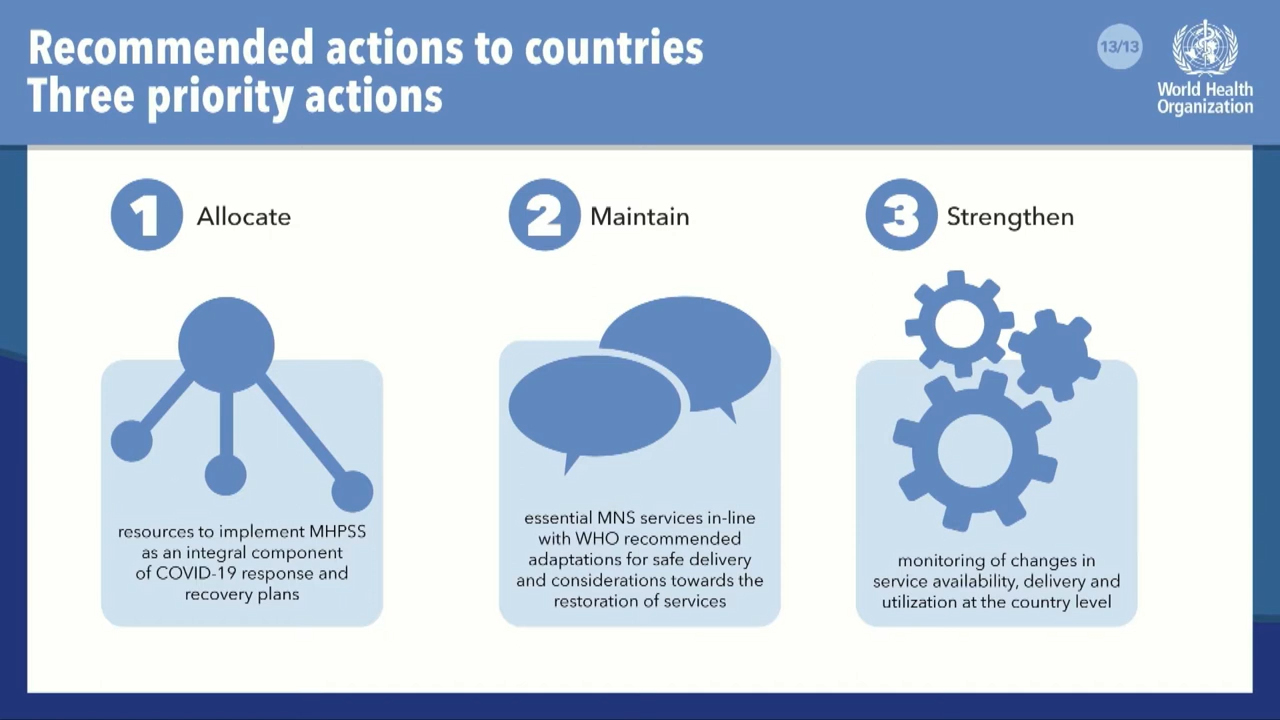 Recommended actions to countries
Three priority actions
13/13
World Health
Organization
1 Allocate
resources to implement MHPSS
as an integral component
of COVID-19 response and
recovery plans
2 Maintain
essential MNS services in-line
with WHO recommended
adaptations for safe delivery
and considerations towards the
restoration of services
3 Strengthen
monitoring of changes in
service availability, delivery and
utilization at the country level